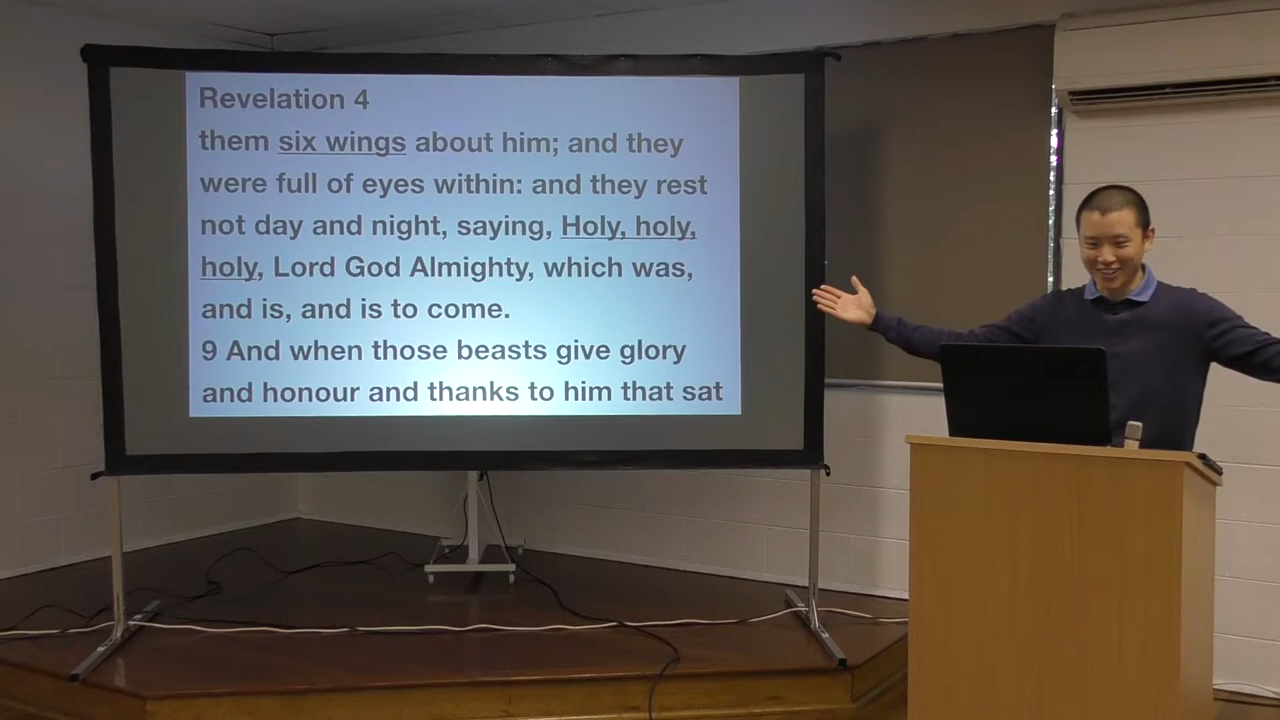 Revelation 4
them six wings about him; and they
were full of eyes within: and they rest
not day and night, saying, Holy, holy,
holy, Lord God Almighty, which was,
and is, and is to come.
9 And when those beasts give glory
and honour and thanks to him that sat